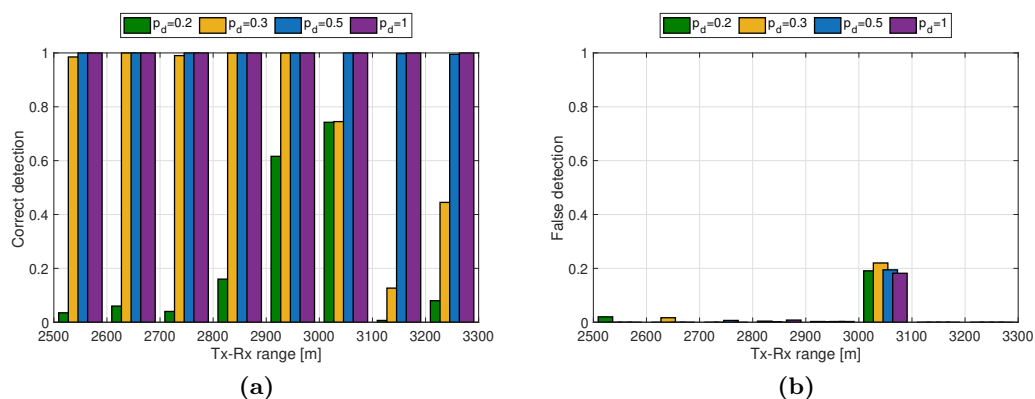 p_d=0.2 p_d=0.3 p_d=0.5 p_d=1
1
0.8
0.6
0.4
0.2
0
Correct detection
2500 2600 2700 2800 2900 3000 3100 3200 3300
Tx-Rx range [m]
(a)
p_d=0.2 p_d=0.3 p_d=0.5 p_d=1
1
0.8
0.6
0.4
0.2
0
False detection
2500 2600 2700 2800 2900 3000 3100 3200 3300
Tx-Rx range [m]
(b)